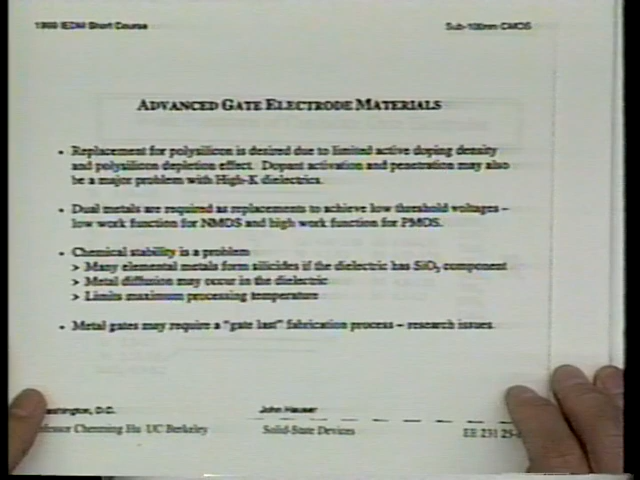 1999 IEDM Short Course
Sub-100nm CMOS
ADVANCED GATE ELECTRODE MATERIALS
• Replacement for polysilicon is desired due to limited active doping density
and polysilicon depletion effect. Dopant activation and penetration may also
be a major problem with High-K dielectrics.
• Dual metals are required as replacements to achieve low threshold voltages –
low work function for NMOS and high work function for PMOS.
• Chemical stability is a problem
> Many elemental metals form silicides if the dielectric has SiO₂ component
> Metal diffusion may occur in the dielectric
> Limits maximum processing temperature
• Metal gates may require a "gate last" fabrication process – research issues
ashington, D.C.
John Hauser
fessor Chenming Hu UC Berkeley
Solid-State Devices
EE 231 25-